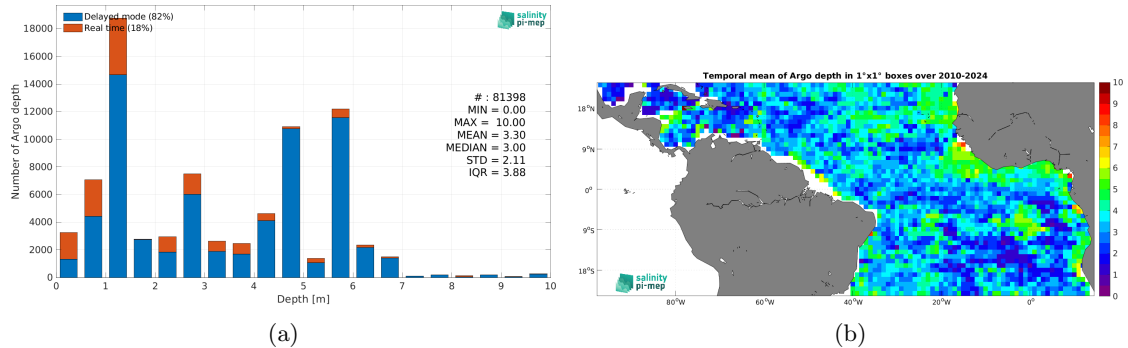 Delayed mode (82%)
Real time (18%)
salinity
pi-mep
18000
16000
14000
12000
10000
8000
6000
4000
2000
0
Number of Argo depth
# : 81398
MIN = 0.00
MAX = 10.00
MEAN = 3.30
MEDIAN = 3.00
STD = 2.11
IQR = 3.88
0 1 2 3 4 5 6 7 8 9 10
Depth [m]
(a)
Temporal mean of Argo depth in 1°x1° boxes over 2010-2024
18°N
9°N
0°
9°S
18°S
80°W 60°W 40°W 20°W 0°
10
9
8
7
6
5
4
3
2
1
0
salinity
pi-mep
(b)